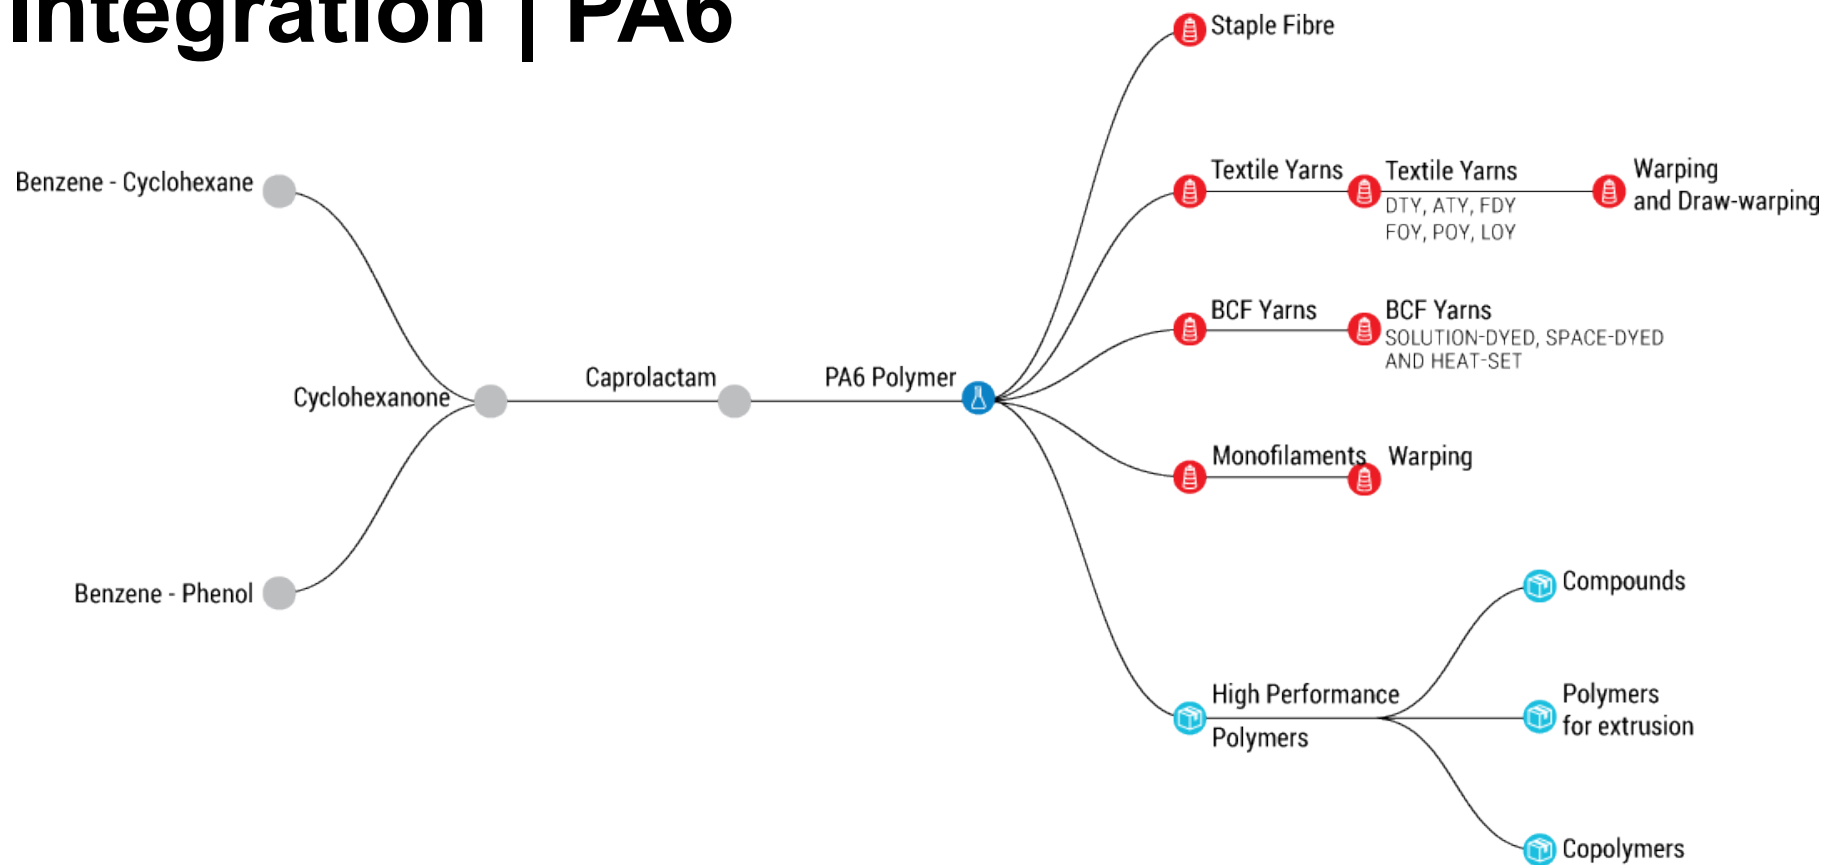 Integration | PA6
Staple Fibre
Benzene - Cyclohexane
Textile Yarns
Textile Yarns
DTY, ATY, FDY
FOY, POY, LOY
Warping
and Draw-warping
BCF Yarns
BCF Yarns
SOLUTION-DYED, SPACE-DYED
AND HEAT-SET
Cyclohexanone
Caprolactam
PA6 Polymer
Monofilaments
Warping
Benzene - Phenol
High Performance
Polymers
Compounds
Polymers
for extrusion
Copolymers